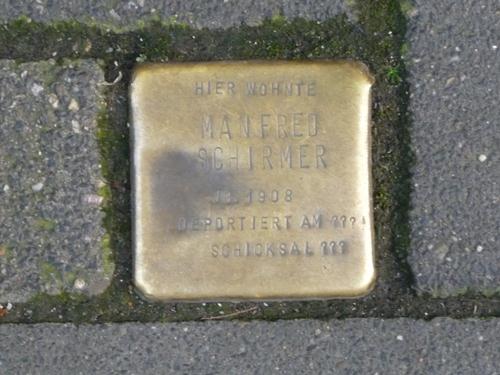 HIER WOHNTE
MANFRED
SCHIRMER
JG. 1908
DEPORTIERT AM ???
SCHICKSAL ???